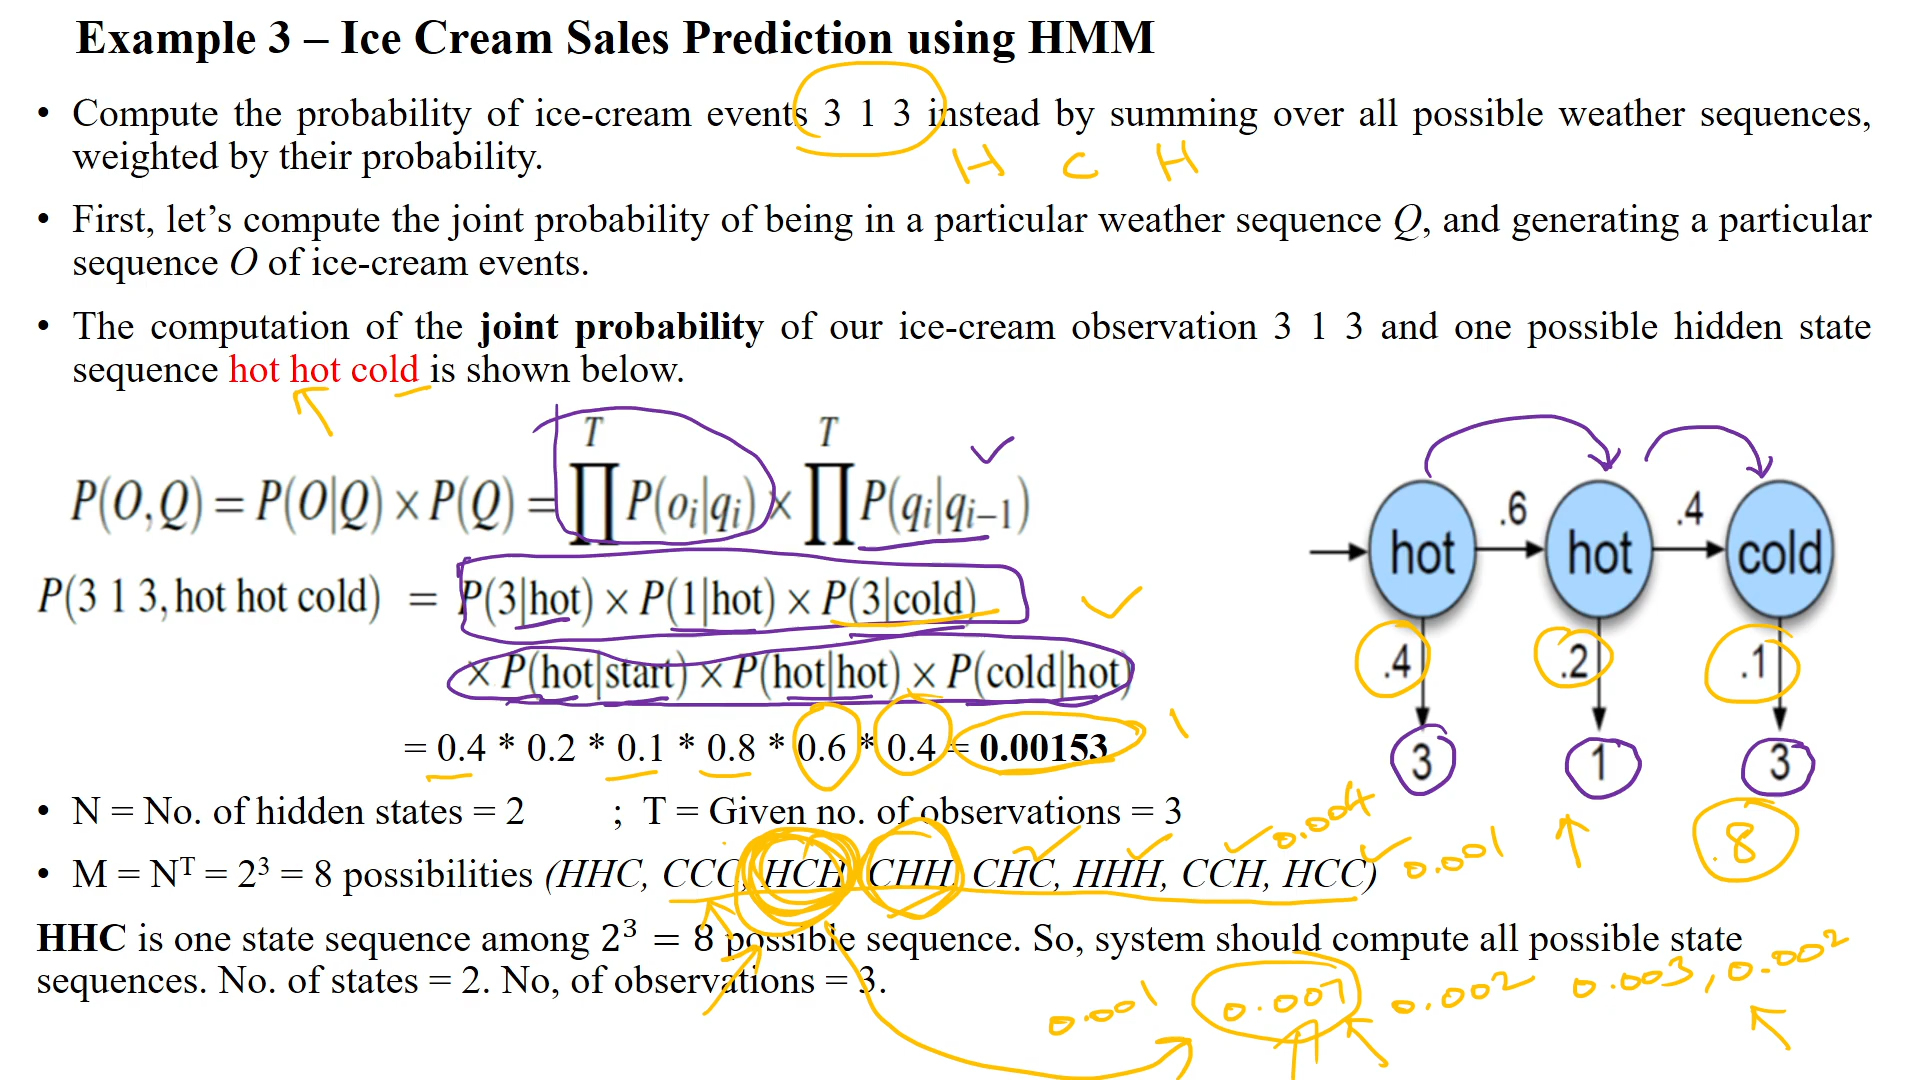 Example 3 – Ice Cream Sales Prediction using HMM
• Compute the probability of ice-cream events 3 1 3 instead by summing over all possible weather sequences,
weighted by their probability.
H C H
• First, let’s compute the joint probability of being in a particular weather sequence Q, and generating a particular
sequence O of ice-cream events.
• The computation of the joint probability of our ice-cream observation 3 1 3 and one possible hidden state
sequence hot hot cold is shown below.
P(O,Q) = P(O|Q) × P(Q) = ∏ᵀ P(oᵢ|qᵢ) × ∏ᵀ P(qᵢ|qᵢ₋₁)
P(3 1 3, hot hot cold) = P(3|hot) × P(1|hot) × P(3|cold)
× P(hot|start) × P(hot|hot) × P(cold|hot)
= 0.4 * 0.2 * 0.1 * 0.8 * 0.6 * 0.4 = 0.00153
.6 .4
hot hot cold
.4 .2 .1
3 1 3
.8
• N = No. of hidden states = 2 ; T = Given no. of observations = 3
0.004
• M = Nᵀ = 2³ = 8 possibilities (HHC, CCC, HCH, CHH, CHC, HHH, CCH, HCC)
0.001
HHC is one state sequence among 2³ = 8 possible sequence. So, system should compute all possible state
sequences. No. of states = 2. No, of observations = 3.
0.001 0.007 0.002 0.003, 0.002